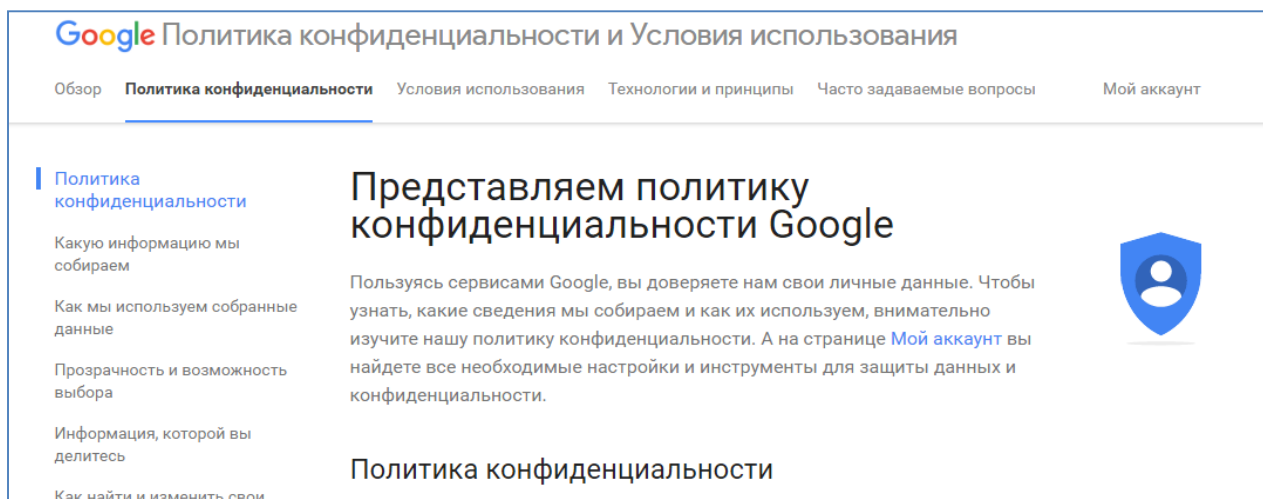 Google Политика конфиденциальности и Условия использования
Обзор Политика конфиденциальности Условия использования Технологии и принципы Часто задаваемые вопросы Мой аккаунт
Политика
конфиденциальности
Какую информацию мы
собираем
Как мы используем собранные
данные
Прозрачность и возможность
выбора
Информация, которой вы
делитесь
Как найти и изменить свои
Представляем политику
конфиденциальности Google
Пользуясь сервисами Google, вы доверяете нам свои личные данные. Чтобы
узнать, какие сведения мы собираем и как их используем, внимательно
изучите нашу политику конфиденциальности. А на странице Мой аккаунт вы
найдете все необходимые настройки и инструменты для защиты данных и
конфиденциальности.
Политика конфиденциальности